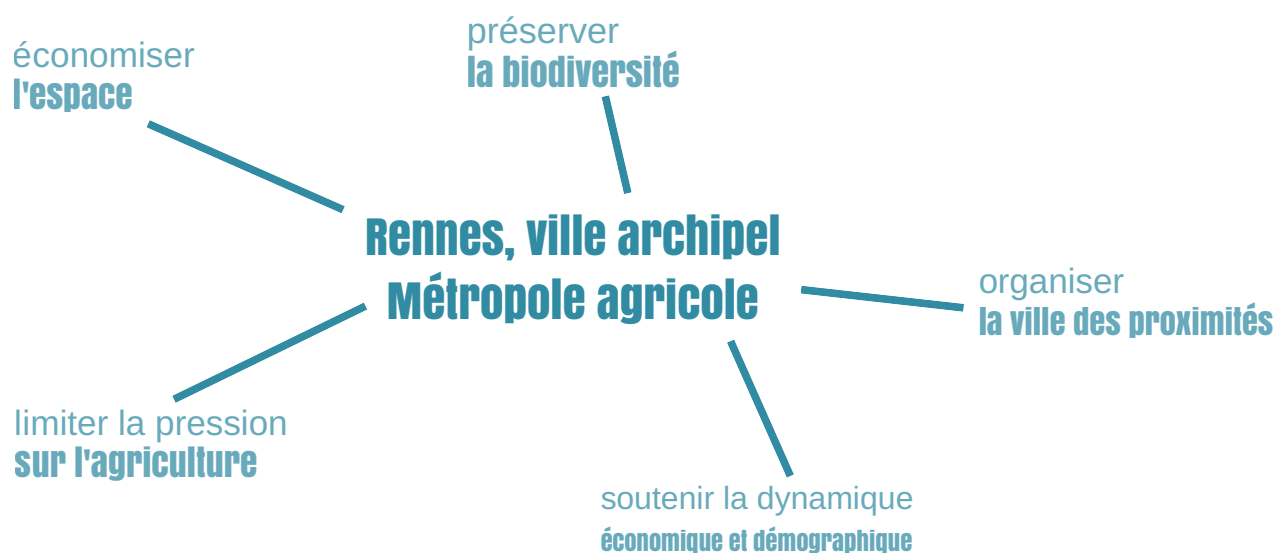 économiser
l'espace
préserver
la biodiversité
Rennes, ville archipel
Métropole agricole
organiser
la ville des proximités
limiter la pression
sur l'agriculture
soutenir la dynamique
économique et démographique